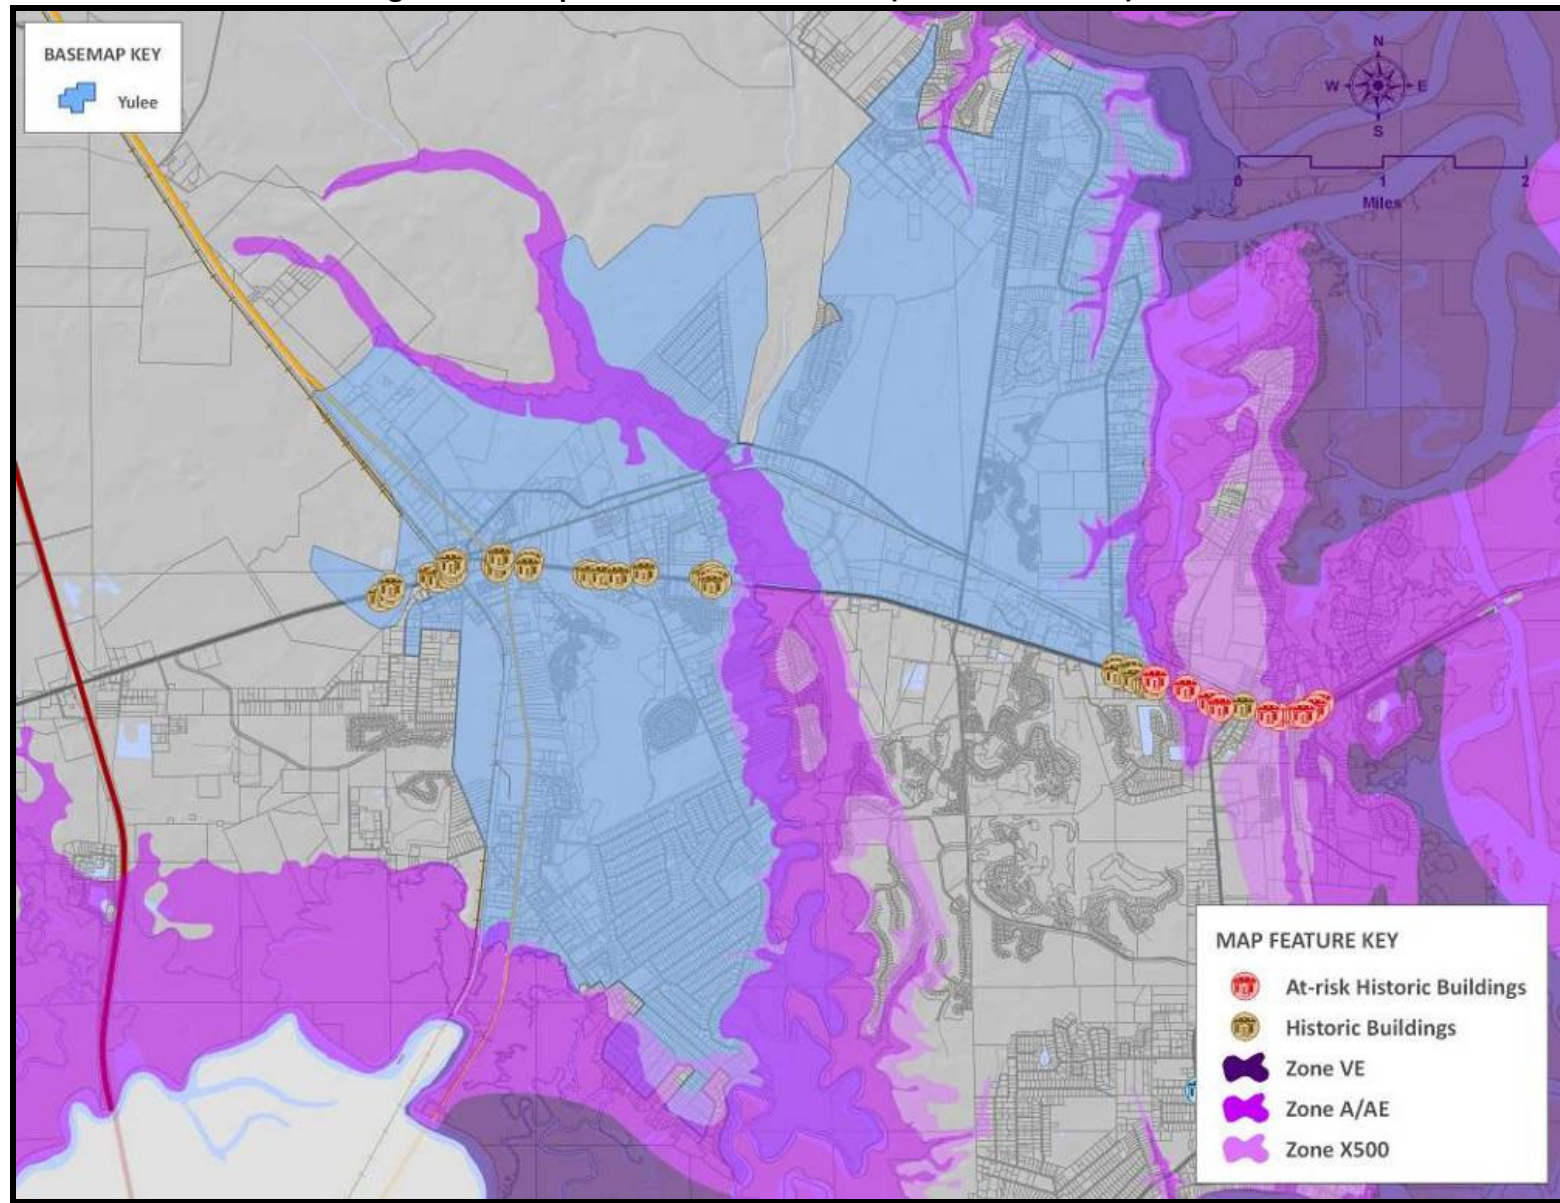 BASEMAP KEY
Yulee
N
W E
S
0 1 2
Miles
MAP FEATURE KEY
At-risk Historic Buildings
Historic Buildings
Zone VE
Zone A/AE
Zone X500